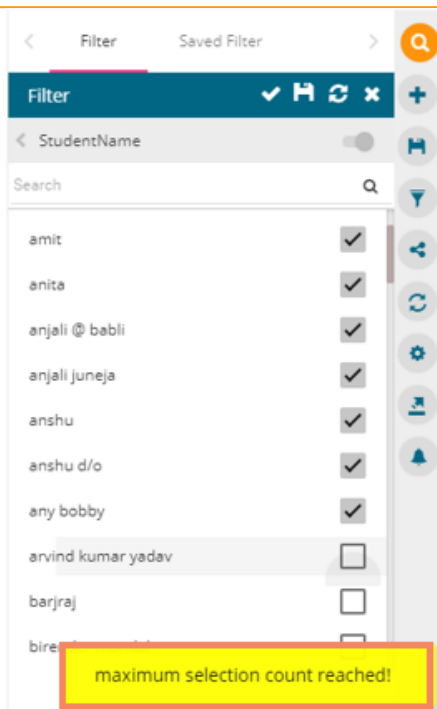 Filter Saved Filter
Filter
StudentName
Search
amit
anita
anjali @ babli
anjali juneja
anshu
anshu d/o
any bobby
arvind kumar yadav
barjraj
maximum selection count reached!